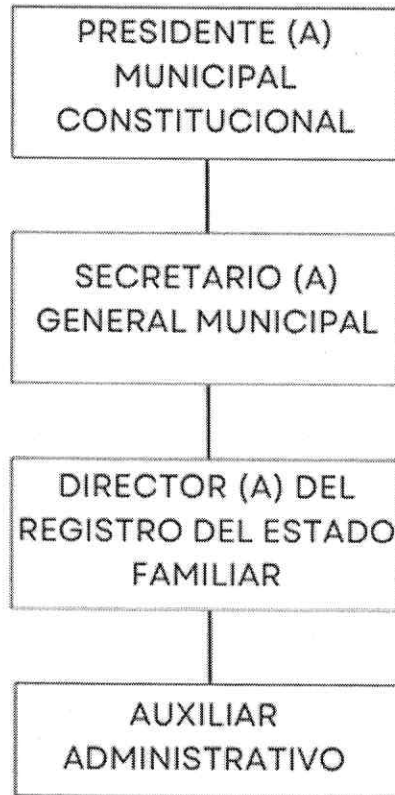 PRESIDENTE (A)
MUNICIPAL
CONSTITUCIONAL
SECRETARIO (A)
GENERAL MUNICIPAL
DIRECTOR (A) DEL
REGISTRO DEL ESTADO
FAMILIAR
AUXILIAR
ADMINISTRATIVO